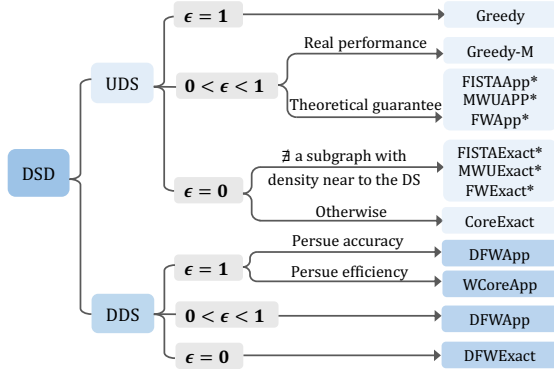 ϵ = 1
Greedy
Real performance
Greedy-M
UDS
0 < ϵ < 1
FISTAApp*
MWUAPP*
FWApp*
Theoretical guarantee
DSD
∄ a subgraph with
density near to the DS
FISTAExact*
MWUExact*
FWExact*
ϵ = 0
Otherwise
CoreExact
Persue accuracy
DFWApp
ϵ = 1
Persue efficiency
WCoreApp
DDS
0 < ϵ < 1
DFWApp
ϵ = 0
DFWExact